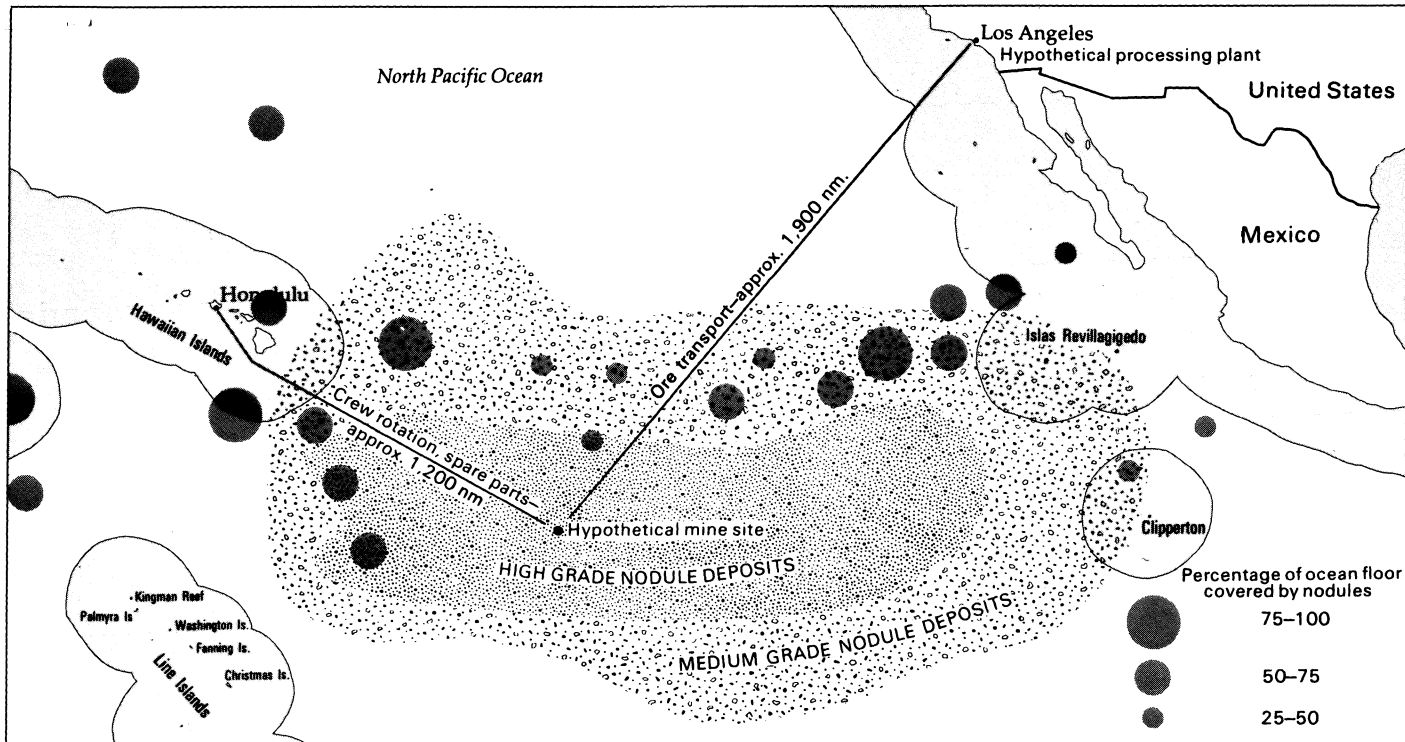 Los Angeles
Hypothetical processing plant
North Pacific Ocean
United States
Mexico
Ore transport–approx. 1,900 nm.
Honolulu
Hawaiian Islands
Islas Revillagigedo
Crew rotation, spare parts–
approx. 1,200 nm
Hypothetical mine site
Clipperton
HIGH GRADE NODULE DEPOSITS
MEDIUM GRADE NODULE DEPOSITS
Kingman Reef
Palmyra Is
Washington Is.
Fanning Is.
Christmas Is.
Line Islands
Percentage of ocean floor
covered by nodules
75–100
50–75
25–50